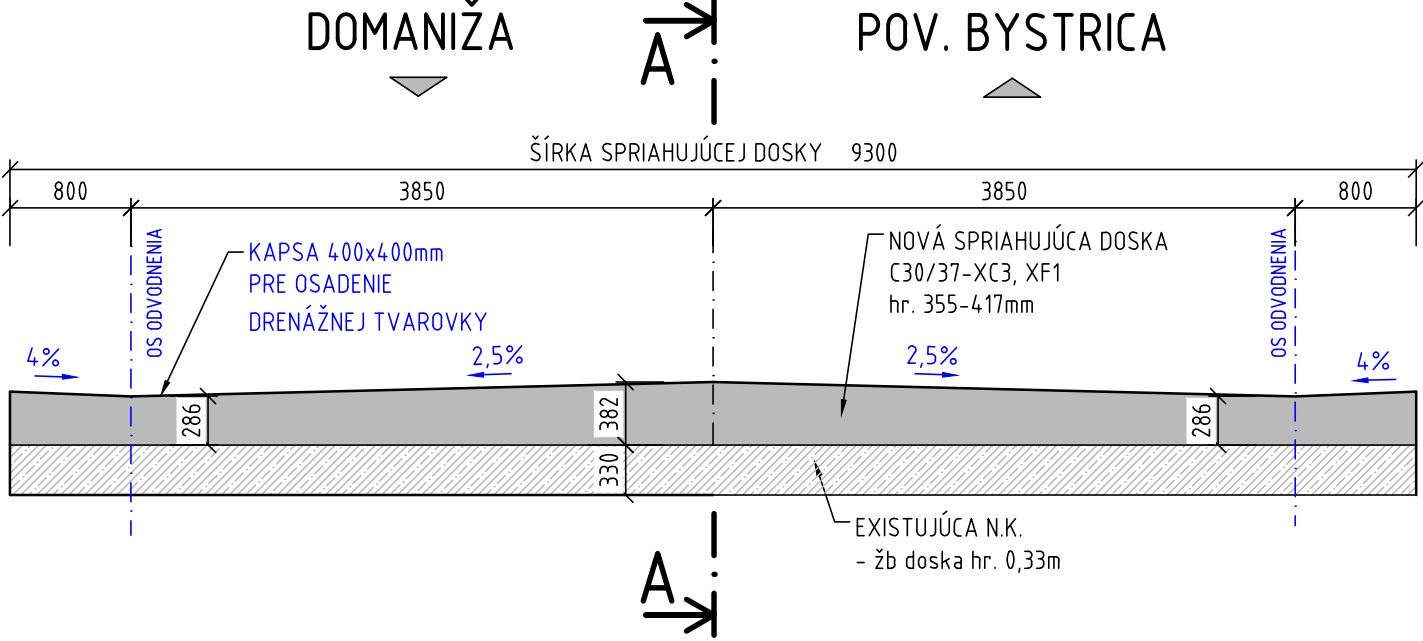 DOMANIŽA
A
POV. BYSTRICA
ŠÍRKA SPRIAHUJÚCEJ DOSKY 9300
800
3850
3850
800
OS ODVODNENIA
KAPSA 400x400mm
PRE OSADENIE
DRENÁŽNEJ TVAROVKY
NOVÁ SPRIAHUJÚCA DOSKA
C30/37-XC3, XF1
hr. 355-417mm
OS ODVODNENIA
4%
2,5%
2,5%
4%
286
382
286
330
EXISTUJÚCA N.K.
- žb doska hr. 0,33m
A